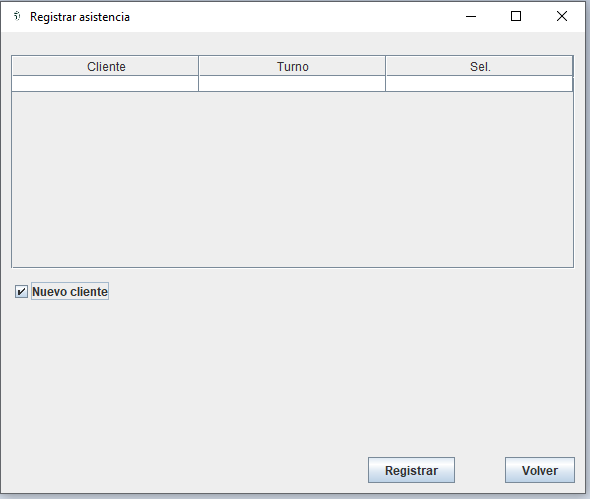 Registrar asistencia
Cliente Turno Sel.
Nuevo cliente
Registrar Volver